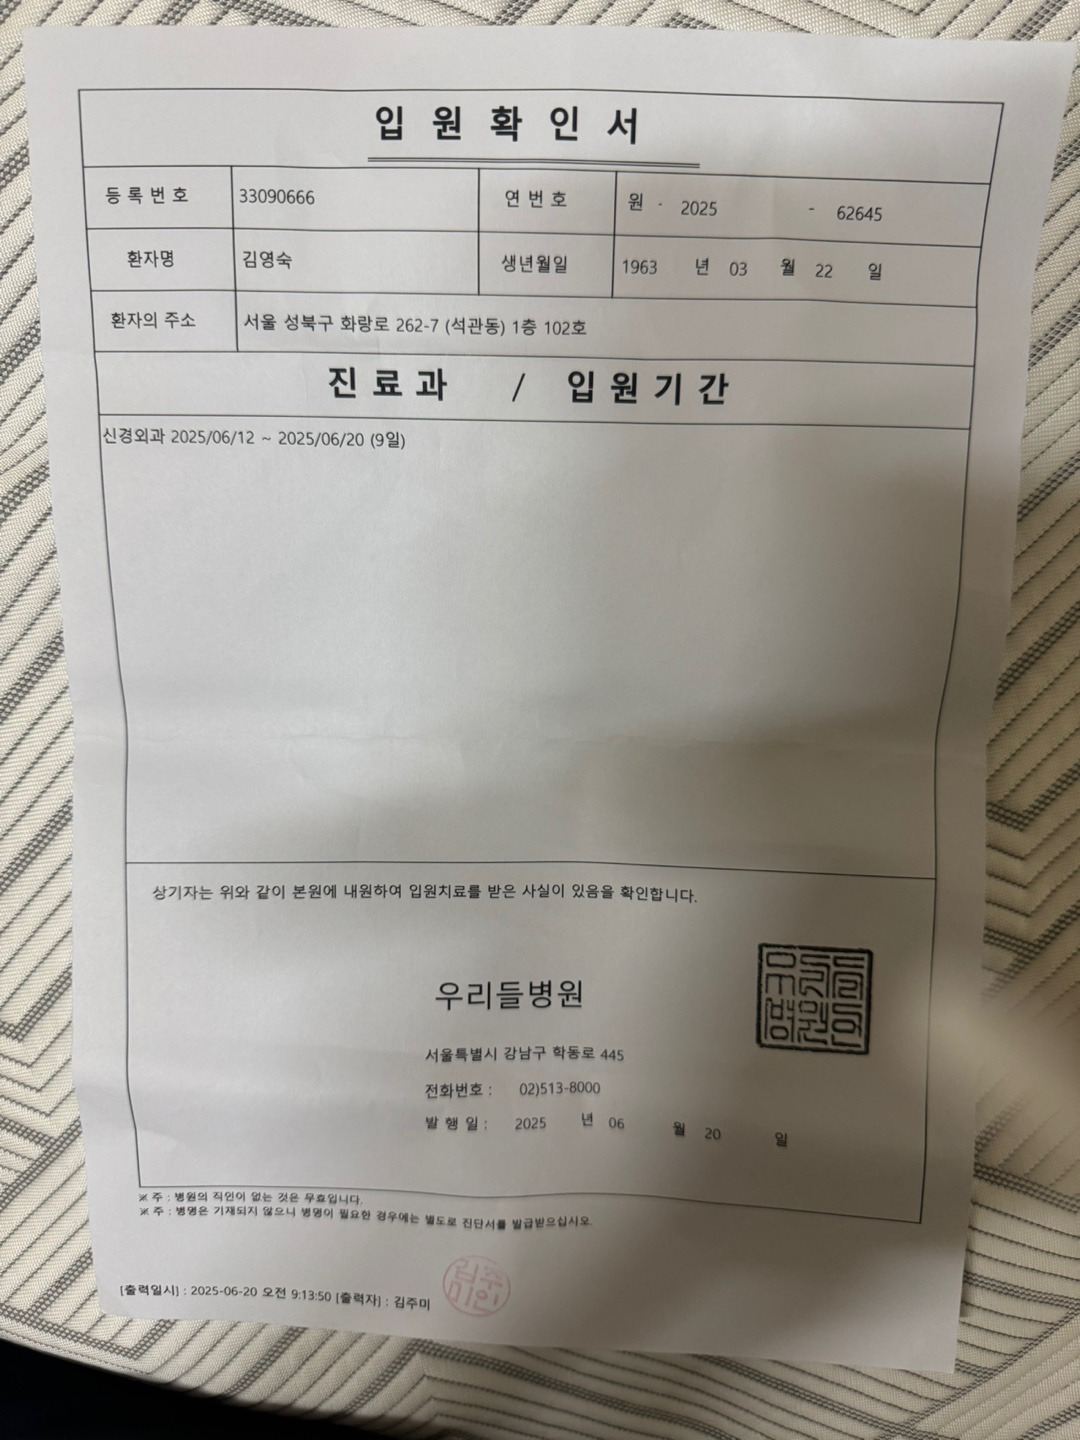 입 원 확 인 서
등 록 번 호 33090666 연 번 호 원 - 2025 - 62645
환자명 김영숙 생년월일 1963 년 03 월 22 일
환자의 주소 서울 성북구 화랑로 262-7 (석관동) 1층 102호
진 료 과 / 입 원 기 간
신경외과 2025/06/12 ~ 2025/06/20 (9일)
상기자는 위와 같이 본원에 내원하여 입원치료를 받은 사실이 있음을 확인합니다.
우리들병원
우리들
병원인
서울특별시 강남구 학동로 445
전화번호 : 02)513-8000
발 행 일 : 2025 년 06 월 20 일
※ 주 : 병원의 직인이 없는 것은 무효입니다.
※ 주 : 병명은 기재되지 않으니 병명이 필요한 경우에는 별도로 진단서를 발급받으십시오.
[출력일시] : 2025-06-20 오전 9:13:50 [출력자] : 김주미
김주
미인